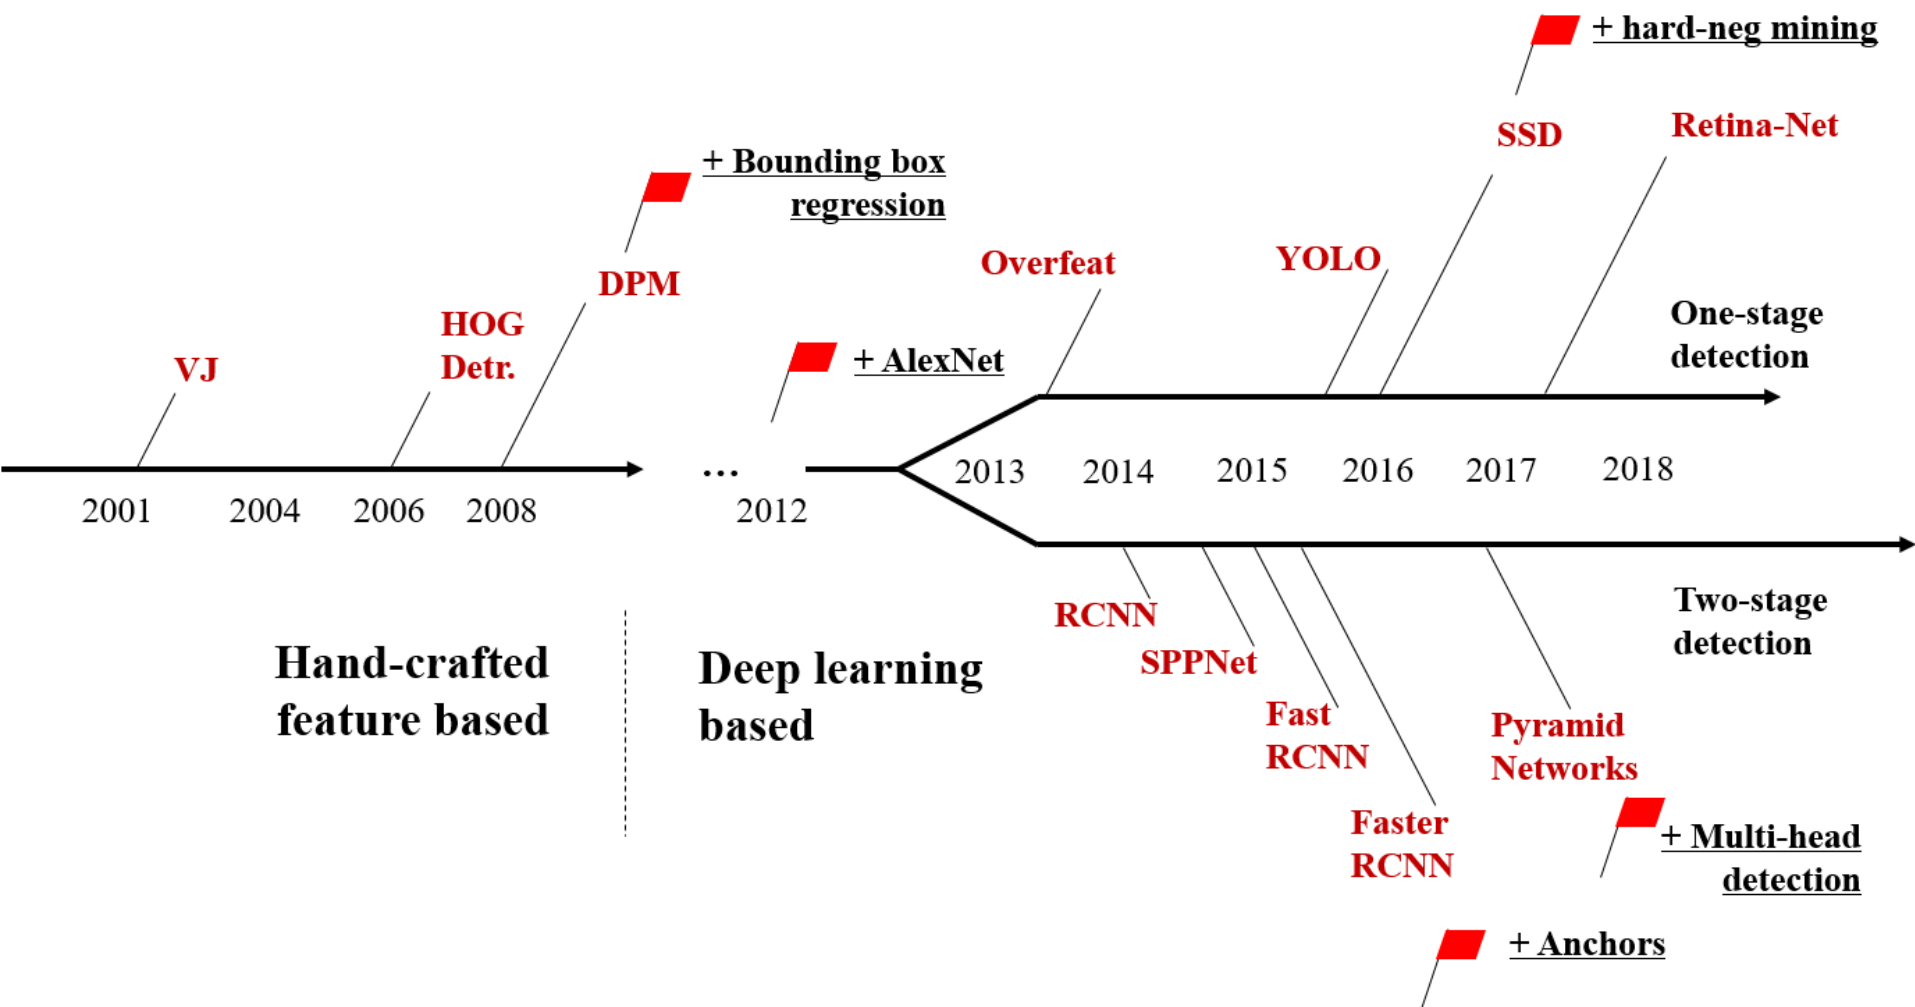 + hard-neg mining
SSD
Retina-Net
+ Bounding box
regression
DPM
Overfeat
YOLO
HOG
Detr.
VJ
+ AlexNet
One-stage
detection
...
2001
2004
2006
2008
2012
2013
2014
2015
2016
2017
2018
Two-stage
detection
RCNN
SPPNet
Hand-crafted
feature based
Deep learning
based
Fast
RCNN
Pyramid
Networks
Faster
RCNN
+ Multi-head
detection
+ Anchors